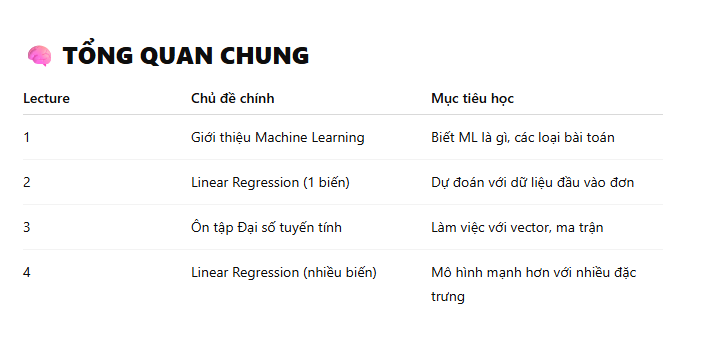 🧠 TỔNG QUAN CHUNG
Lecture Chủ đề chính Mục tiêu học
1 Giới thiệu Machine Learning Biết ML là gì, các loại bài toán
2 Linear Regression (1 biến) Dự đoán với dữ liệu đầu vào đơn
3 Ôn tập Đại số tuyến tính Làm việc với vector, ma trận
4 Linear Regression (nhiều biến) Mô hình mạnh hơn với nhiều đặc
trưng